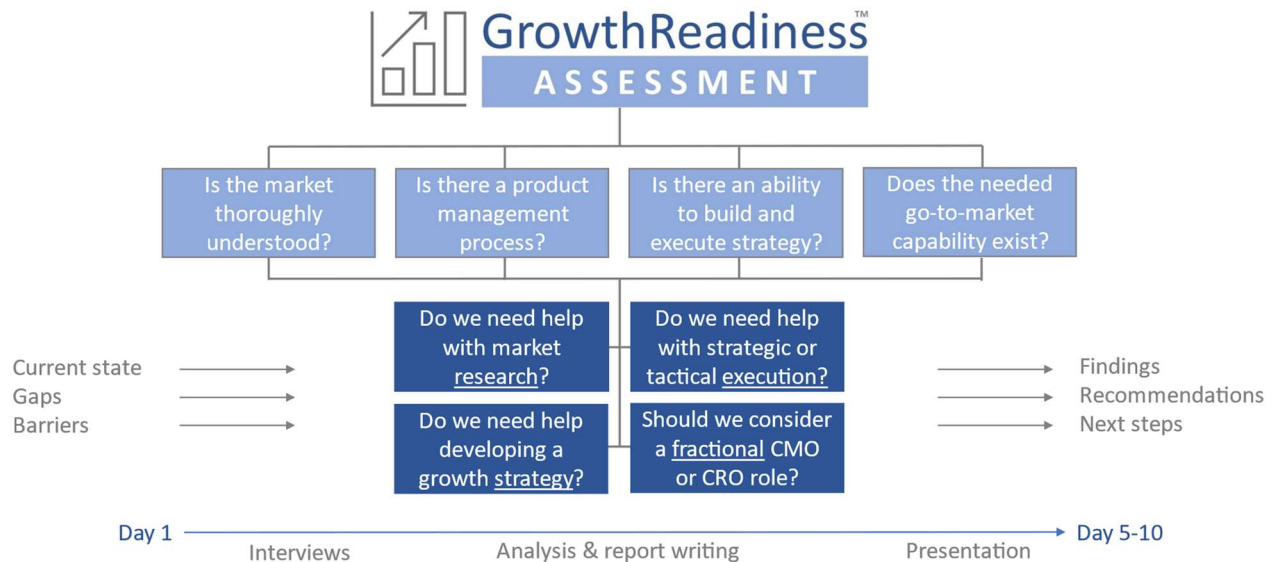 GrowthReadiness™
ASSESSMENT
Is the market
thoroughly
understood?
Is there a product
management
process?
Is there an ability
to build and
execute strategy?
Does the needed
go-to-market
capability exist?
Do we need help
with market
research?
Do we need help
with strategic or
tactical execution?
Do we need help
developing a
growth strategy?
Should we consider
a fractional CMO
or CRO role?
Current state
Gaps
Barriers
Findings
Recommendations
Next steps
Day 1
Day 5-10
Interviews
Analysis & report writing
Presentation